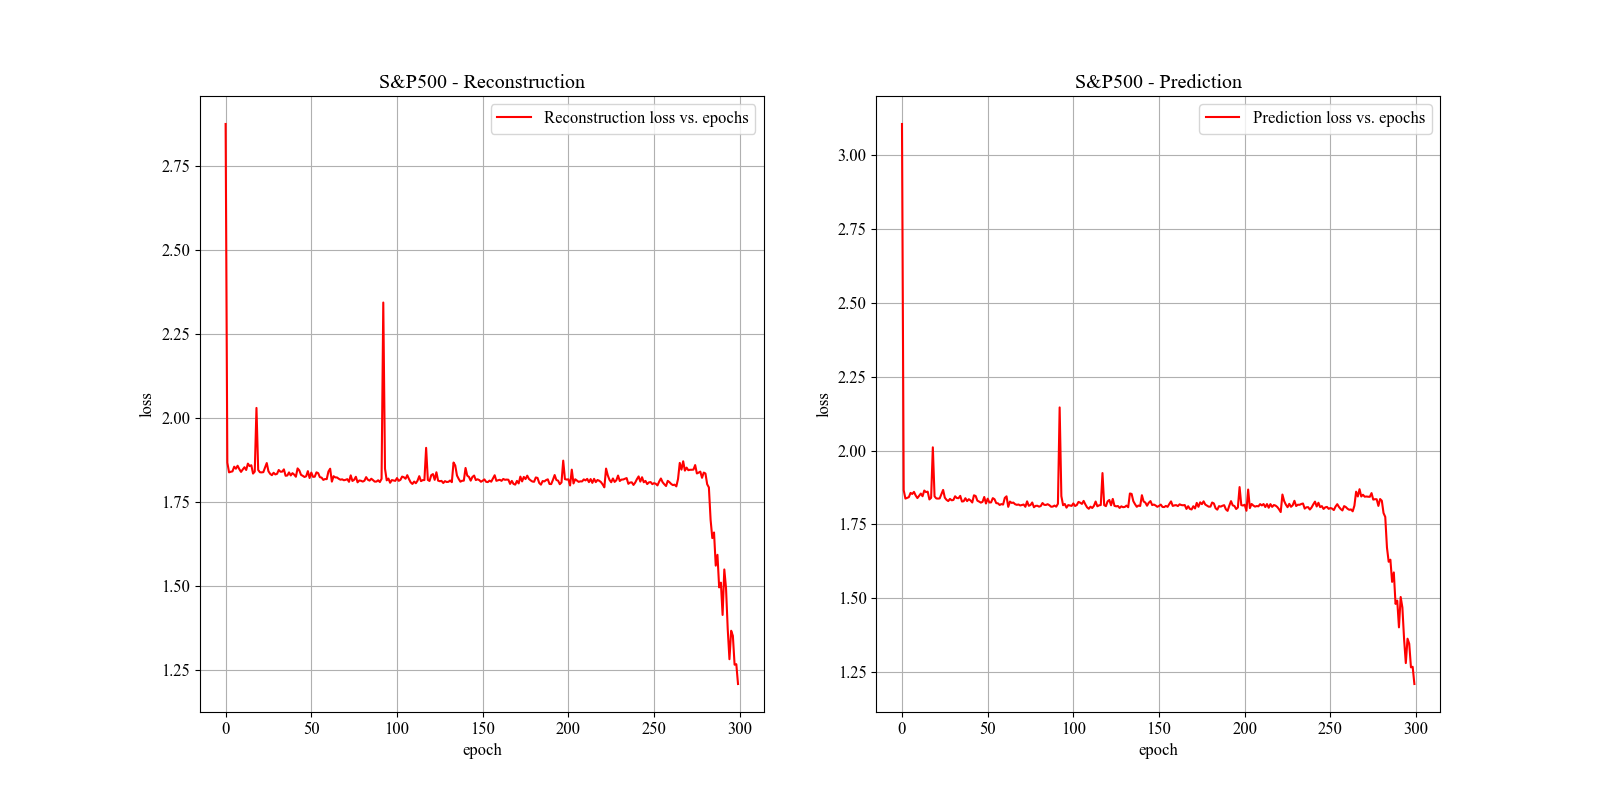 S&P500 - Reconstruction
Reconstruction loss vs. epochs
2.75
2.50
2.25
2.00
1.75
1.50
1.25
loss
0 50 100 150 200 250 300
epoch
S&P500 - Prediction
Prediction loss vs. epochs
3.00
2.75
2.50
2.25
2.00
1.75
1.50
1.25
loss
0 50 100 150 200 250 300
epoch